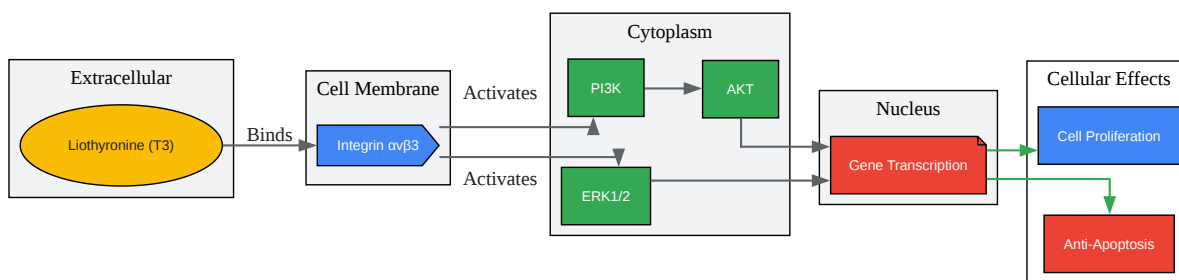 Extracellular
Liothyronine (T3)
Binds
Cell Membrane
Integrin αvβ3
Activates
Activates
Cytoplasm
PI3K
AKT
ERK1/2
Nucleus
Gene Transcription
Cellular Effects
Cell Proliferation
Anti-Apoptosis